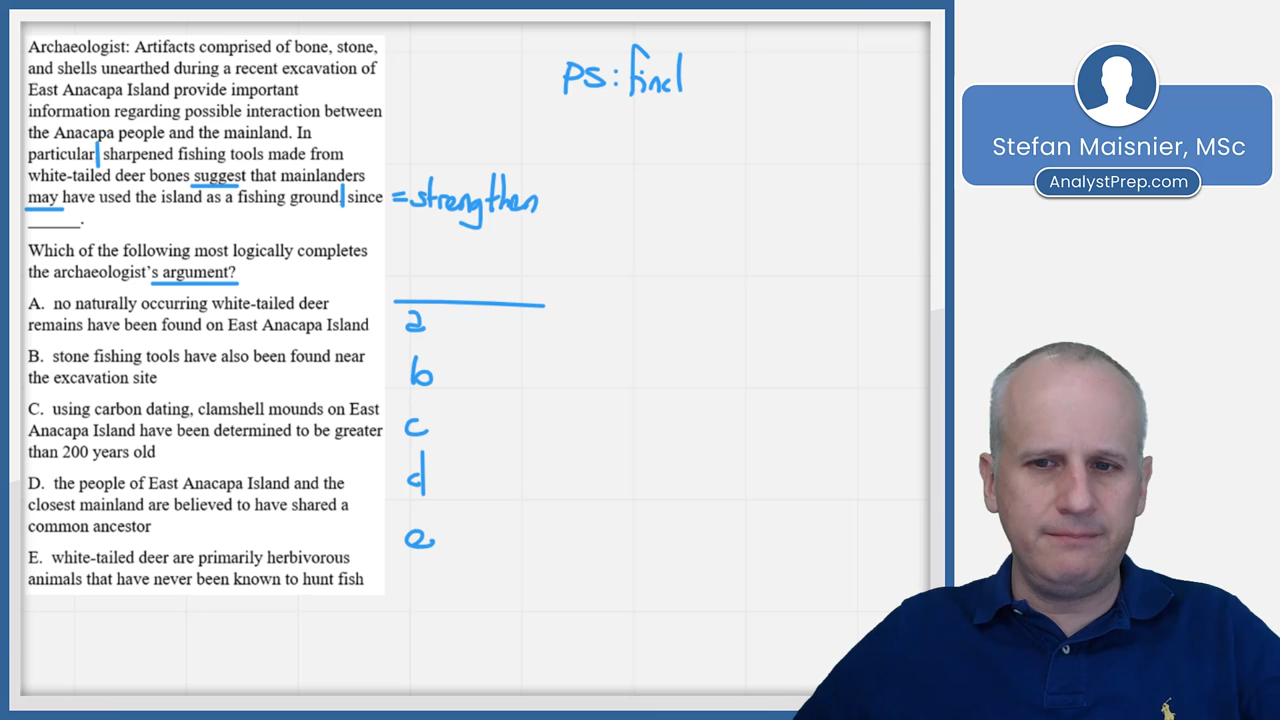 Archaeologist: Artifacts comprised of bone, stone,
and shells unearthed during a recent excavation of
East Anacapa Island provide important
information regarding possible interaction between
the Anacapa people and the mainland. In
particular sharpened fishing tools made from
white-tailed deer bones suggest that mainlanders
may have used the island as a fishing ground, since
______.
Which of the following most logically completes
the archaeologist's argument?
A. no naturally occurring white-tailed deer
remains have been found on East Anacapa Island
B. stone fishing tools have also been found near
the excavation site
C. using carbon dating, clamshell mounds on East
Anacapa Island have been determined to be greater
than 200 years old
D. the people of East Anacapa Island and the
closest mainland are believed to have shared a
common ancestor
E. white-tailed deer are primarily herbivorous
animals that have never been known to hunt fish
PS: find
= strengthen
a
b
c
d
e
Stefan Maisnier, MSc
AnalystPrep.com